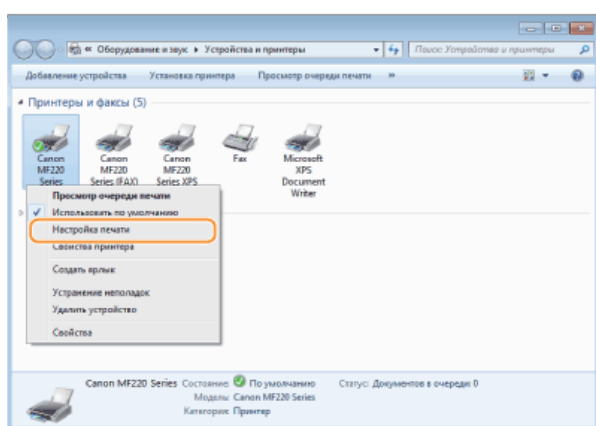 « Оборудование и звук ▸ Устройства и принтеры
Поиск: Устройства и принтеры
Добавление устройства Установка принтера Просмотр очереди печати »
Принтеры и факсы (5)
Canon MF220 Series
Canon MF220 Series (FAX)
Canon MF220 Series XPS
Fax
Microsoft XPS Document Writer
Просмотр очереди печати
Использовать по умолчанию
Настройка печати
Свойства принтера
Создать ярлык
Устранение неполадок
Удалить устройство
Свойства
Canon MF220 Series Состояние: По умолчанию Статус: Документов в очереди: 0
Модель: Canon MF220 Series
Категория: Принтер